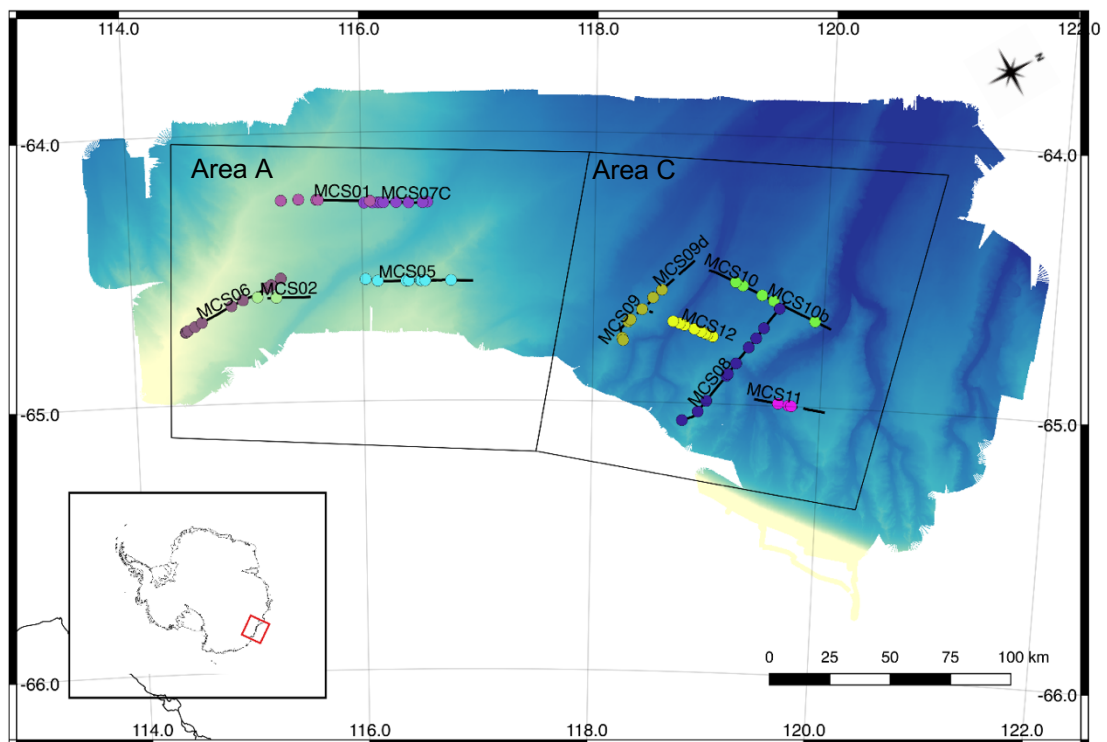 114.0 116.0 118.0 120.0 122.0
N
-64.0 -64.0
Area A Area C
MCS01 MCS07C
MCS09d
MCS10
MCS05
MCS06 MCS02
MCS10b
MCS09 MCS12
MCS08
MCS11
-65.0 -65.0
0 25 50 75 100 km
-66.0 -66.0
114.0 116.0 118.0 120.0 122.0